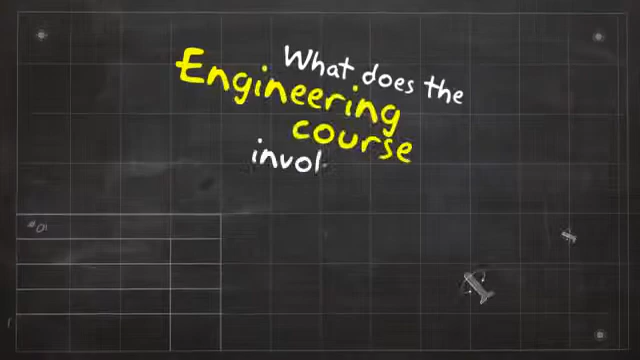 What does the
Engineering
course
invol